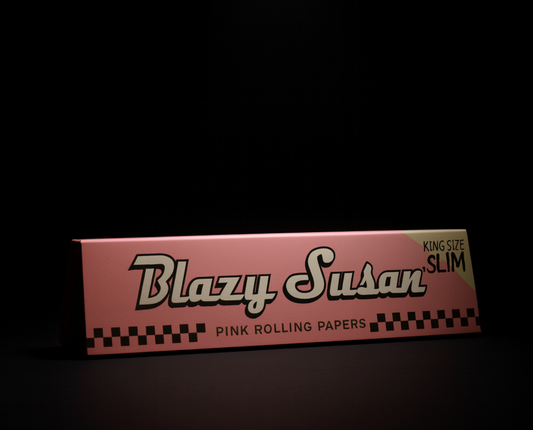 Blazy Susan
KING SIZE
SLIM
PINK ROLLING PAPERS